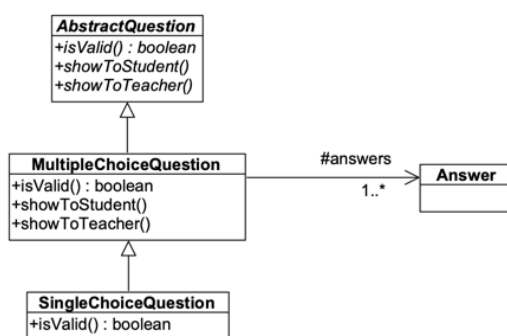 AbstractQuestion
+isValid() : boolean
+showToStudent()
+showToTeacher()
MultipleChoiceQuestion
+isValid() : boolean
+showToStudent()
+showToTeacher()
#answers
1..*
Answer
SingleChoiceQuestion
+isValid() : boolean